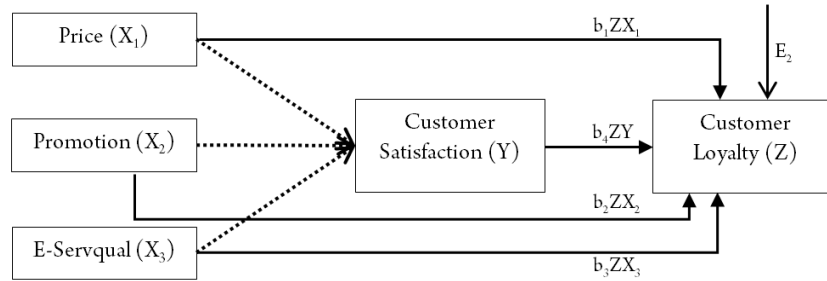 Price (X₁)
b₁ZX₁
E₂
Promotion (X₂)
Customer
Satisfaction (Y)
b₄ZY
Customer
Loyalty (Z)
b₂ZX₂
E-Servqual (X₃)
b₃ZX₃